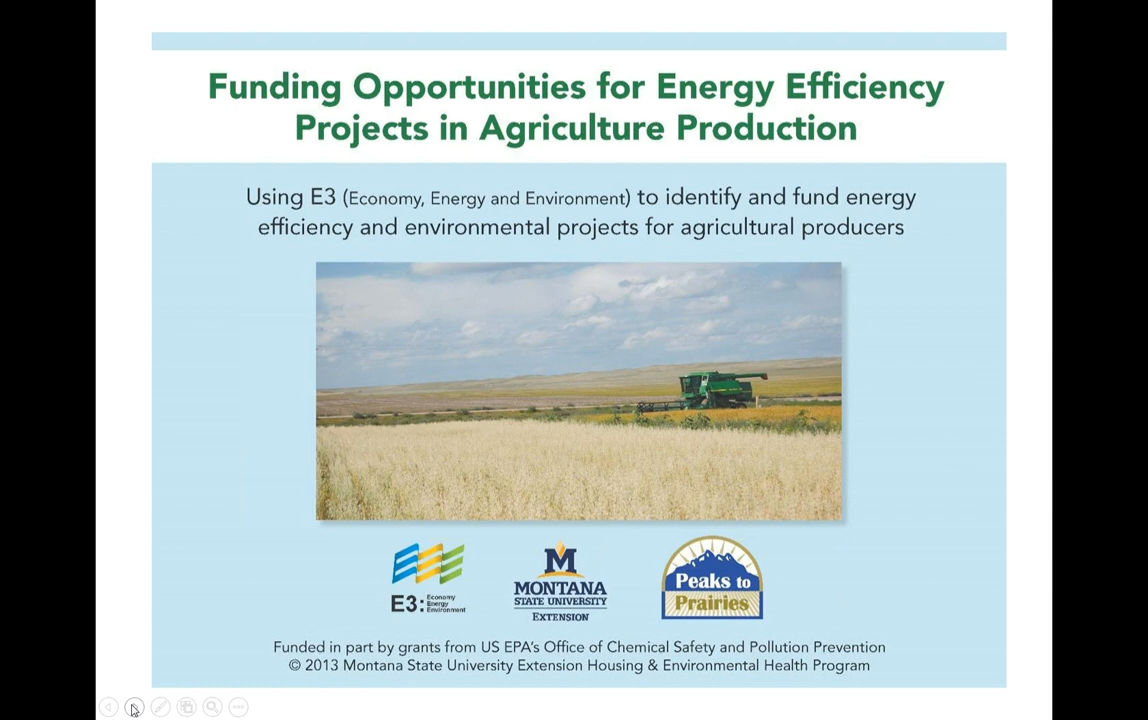 Funding Opportunities for Energy Efficiency
Projects in Agriculture Production
Using E3 (Economy, Energy and Environment) to identify and fund energy
efficiency and environmental projects for agricultural producers
E3: Economy
Energy
Environment
M
MONTANA
STATE UNIVERSITY
EXTENSION
Peaks to
Prairies
Funded in part by grants from US EPA's Office of Chemical Safety and Pollution Prevention
© 2013 Montana State University Extension Housing & Environmental Health Program